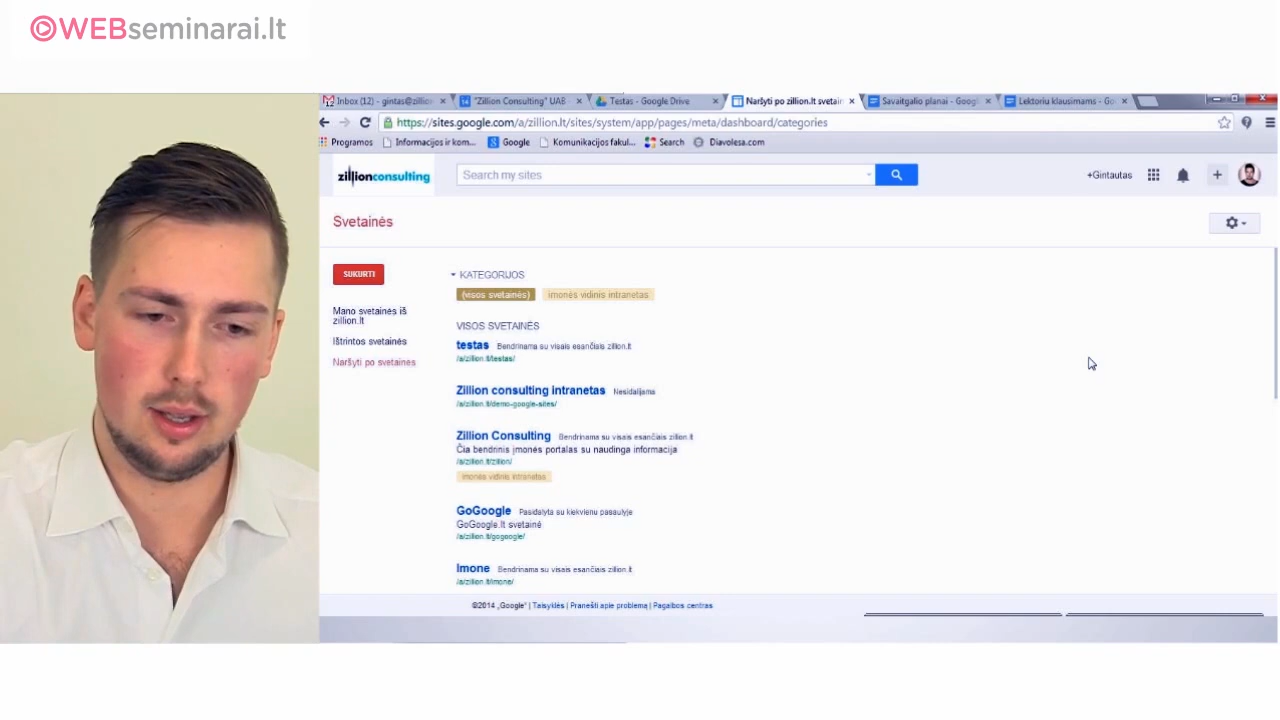 WEBseminarai.lt
Inbox (12) - gintas@zillio
"Zillion Consulting" UAB -
Testas - Google Drive
Naršyti po zillion.lt svetain
Savaitgalio planai - Googl
Lektoriu klausimams - Go
https://sites.google.com/a/zillion.lt/sites/system/app/pages/meta/dashboard/categories
Programos
Informacijos ir kom...
Google
Komunikacijos fakul...
Search
Diavolesa.com
zillionconsulting
Search my sites
+Gintautas
Svetainės
SUKURTI
Mano svetainės iš
zillion.lt
Ištrintos svetainės
Naršyti po svetaines
KATEGORIJOS
(visos svetainės)
įmonės vidinis intranetas
VISOS SVETAINĖS
testas Bendrinama su visais esančiais zillion.lt
/a/zillion.lt/testas/
Zillion consulting intranetas Nesidalijama
/a/zillion.lt/demo-google-sites/
Zillion Consulting Bendrinama su visais esančiais zillion.lt
Čia bendrinis įmonės portalas su naudinga informacija
/a/zillion.lt/zillion/
įmonės vidinis intranetas
GoGoogle Pasidalyta su kiekvienu pasaulyje
GoGoogle.lt svetainė
/a/zillion.lt/gogoogle/
Imone Bendrinama su visais esančiais zillion.lt
/a/zillion.lt/imone/
©2014 „Google“ | Taisyklės | Pranešti apie problemą | Pagalbos centras